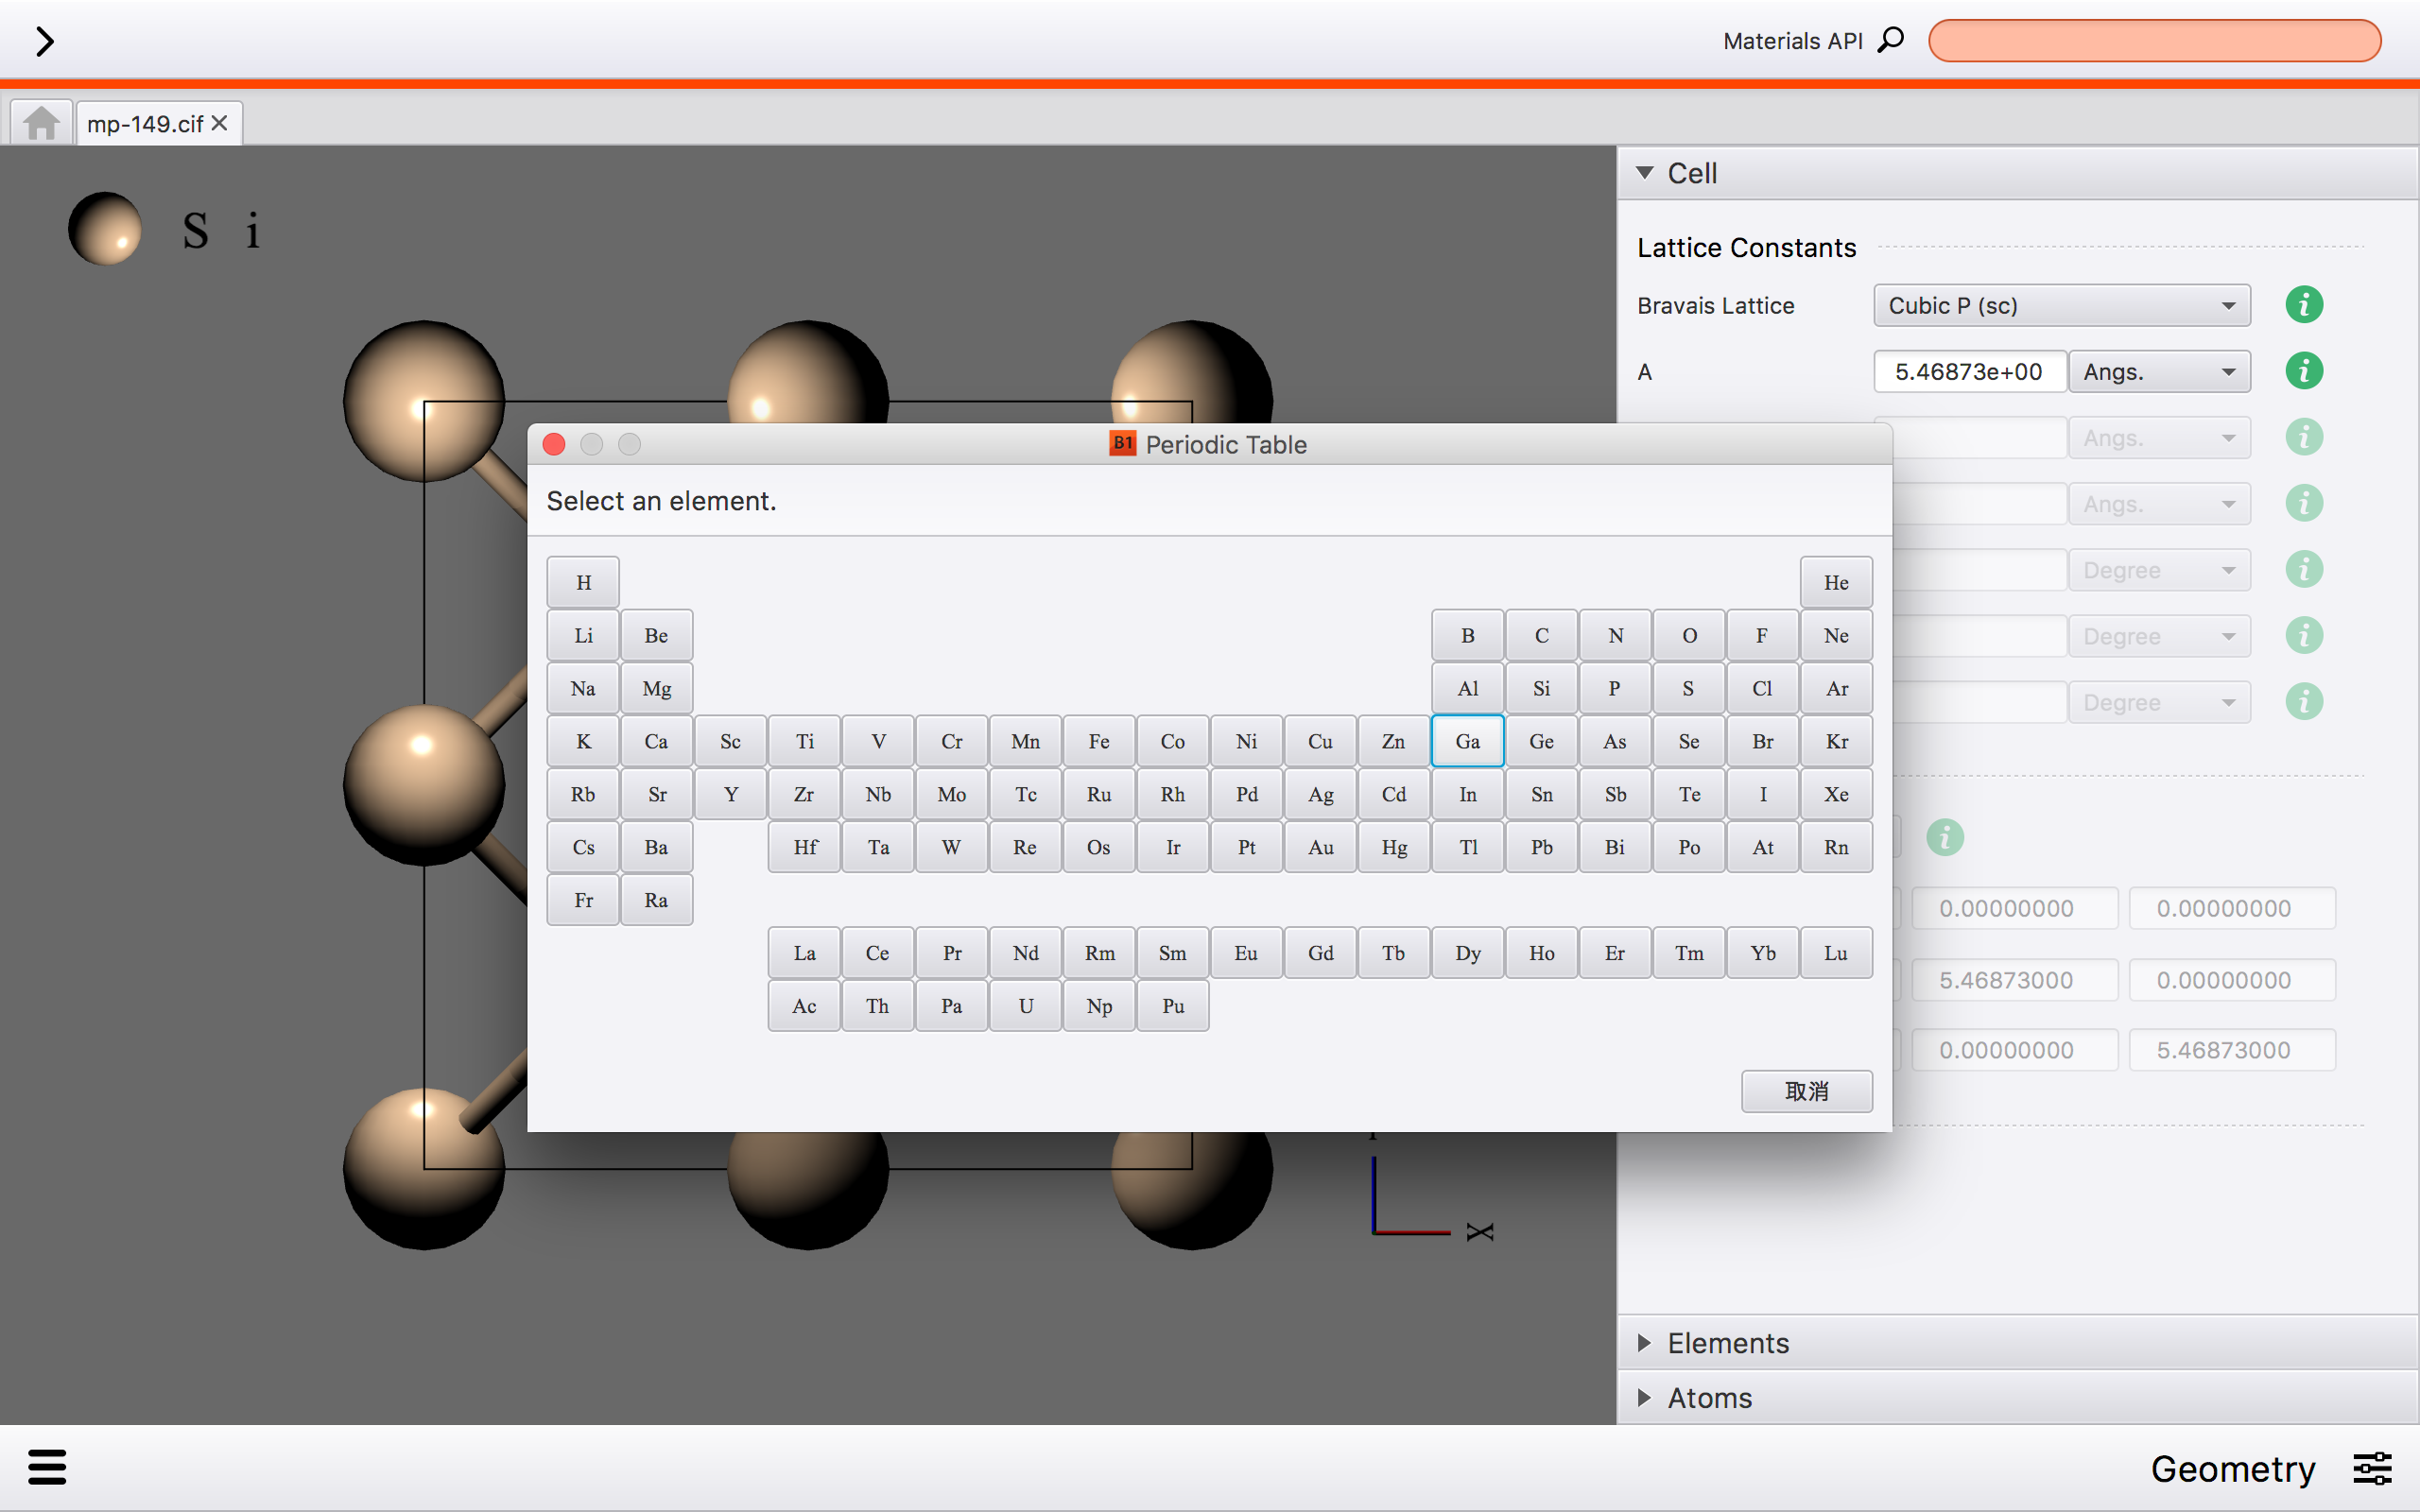 Materials API
mp-149.cif
S i
Cell
Lattice Constants
Bravais Lattice Cubic P (sc) i
A 5.46873e+00 Angs. i
Angs. i
Angs. i
Degree i
Degree i
Degree i
i
0.00000000 0.00000000
5.46873000 0.00000000
0.00000000 5.46873000
B1 Periodic Table
Select an element.
H He
Li Be B C N O F Ne
Na Mg Al Si P S Cl Ar
K Ca Sc Ti V Cr Mn Fe Co Ni Cu Zn Ga Ge As Se Br Kr
Rb Sr Y Zr Nb Mo Tc Ru Rh Pd Ag Cd In Sn Sb Te I Xe
Cs Ba Hf Ta W Re Os Ir Pt Au Hg Tl Pb Bi Po At Rn
Fr Ra
La Ce Pr Nd Rm Sm Eu Gd Tb Dy Ho Er Tm Yb Lu
Ac Th Pa U Np Pu
取消
X
Elements
Atoms
Geometry